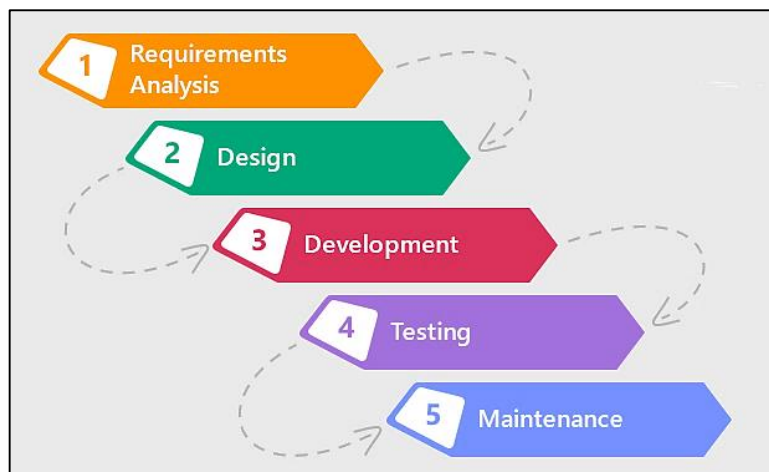 1 Requirements
Analysis
2 Design
3 Development
4 Testing
5 Maintenance